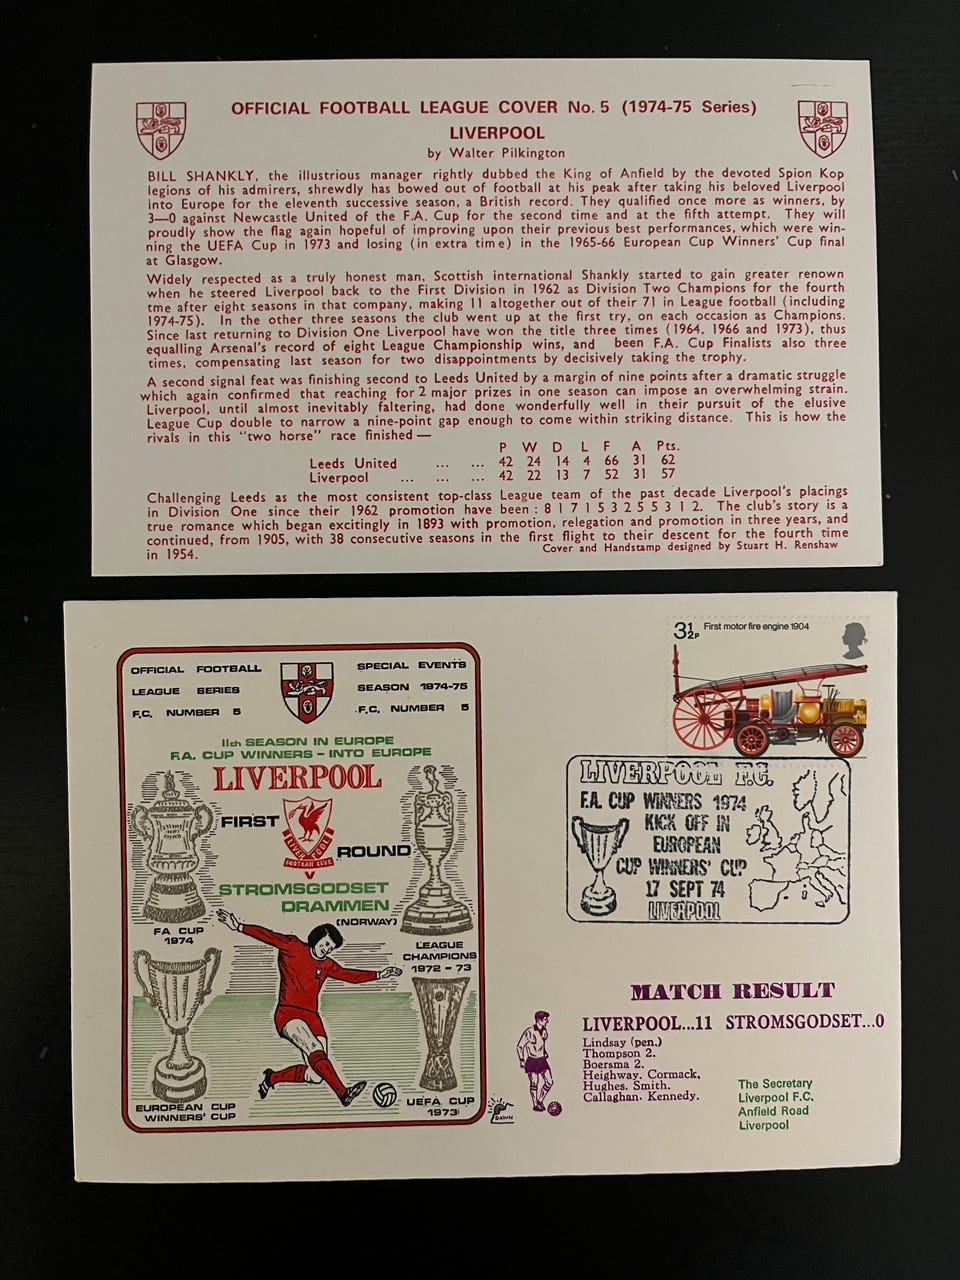 OFFICIAL FOOTBALL LEAGUE COVER No. 5 (1974-75 Series)
LIVERPOOL
by Walter Pilkington
BILL SHANKLY, the illustrious manager rightly dubbed the King of Anfield by the devoted Spion Kop
legions of his admirers, shrewdly has bowed out of football at his peak after taking his beloved Liverpool
into Europe for the eleventh successive season, a British record. They qualified once more as winners, by
3—0 against Newcastle United of the F.A. Cup for the second time and at the fifth attempt. They will
proudly show the flag again hopeful of improving upon their previous best performances, which were win-
ning the UEFA Cup in 1973 and losing (in extra time) in the 1965-66 European Cup Winners' Cup final
at Glasgow.
Widely respected as a truly honest man, Scottish international Shankly started to gain greater renown
when he steered Liverpool back to the First Division in 1962 as Division Two Champions for the fourth
tme after eight seasons in that company, making 11 altogether out of their 71 in League football (including
1974-75). In the other three seasons the club went up at the first try, on each occasion as Champions.
Since last returning to Division One Liverpool have won the title three times (1964, 1966 and 1973), thus
equalling Arsenal's record of eight League Championship wins, and been F.A. Cup Finalists also three
times, compensating last season for two disappointments by decisively taking the trophy.
A second signal feat was finishing second to Leeds United by a margin of nine points after a dramatic struggle
which again confirmed that reaching for 2 major prizes in one season can impose an overwhelming strain.
Liverpool, until almost inevitably faltering, had done wonderfully well in their pursuit of the elusive
League Cup double to narrow a nine-point gap enough to come within striking distance. This is how the
rivals in this "two horse" race finished —
P W D L F A Pts.
Leeds United ... ... 42 24 14 4 66 31 62
Liverpool ... ... ... 42 22 13 7 52 31 57
Challenging Leeds as the most consistent top-class League team of the past decade Liverpool's placings
in Division One since their 1962 promotion have been : 8 1 7 1 5 3 2 5 5 3 1 2. The club's story is a
true romance which began excitingly in 1893 with promotion, relegation and promotion in three years, and
continued, from 1905, with 38 consecutive seasons in the first flight to their descent for the fourth time
in 1954. Cover and Handstamp designed by Stuart H. Renshaw
OFFICIAL FOOTBALL
LEAGUE SERIES
F.C. NUMBER 5
SPECIAL EVENTS
SEASON 1974-75
F.C. NUMBER 5
11th SEASON IN EUROPE
F.A. CUP WINNERS - INTO EUROPE
LIVERPOOL
FIRST
LIVERPOOL
FOOTBALL CLUB
ROUND
V
STROMSGODSET
DRAMMEN
(NORWAY)
FA CUP
1974
LEAGUE
CHAMPIONS
1972 - 73
EUROPEAN CUP
WINNERS' CUP
UEFA CUP
1973
DAWN
3½P First motor fire engine 1904
LIVERPOOL F.C.
F.A. CUP WINNERS 1974
KICK OFF IN
EUROPEAN
CUP WINNERS' CUP
17 SEPT 74
LIVERPOOL
MATCH RESULT
LIVERPOOL...11 STROMSGODSET...0
Lindsay (pen.)
Thompson 2.
Boersma 2.
Heighway. Cormack,
Hughes. Smith.
Callaghan. Kennedy.
The Secretary
Liverpool F.C.
Anfield Road
Liverpool